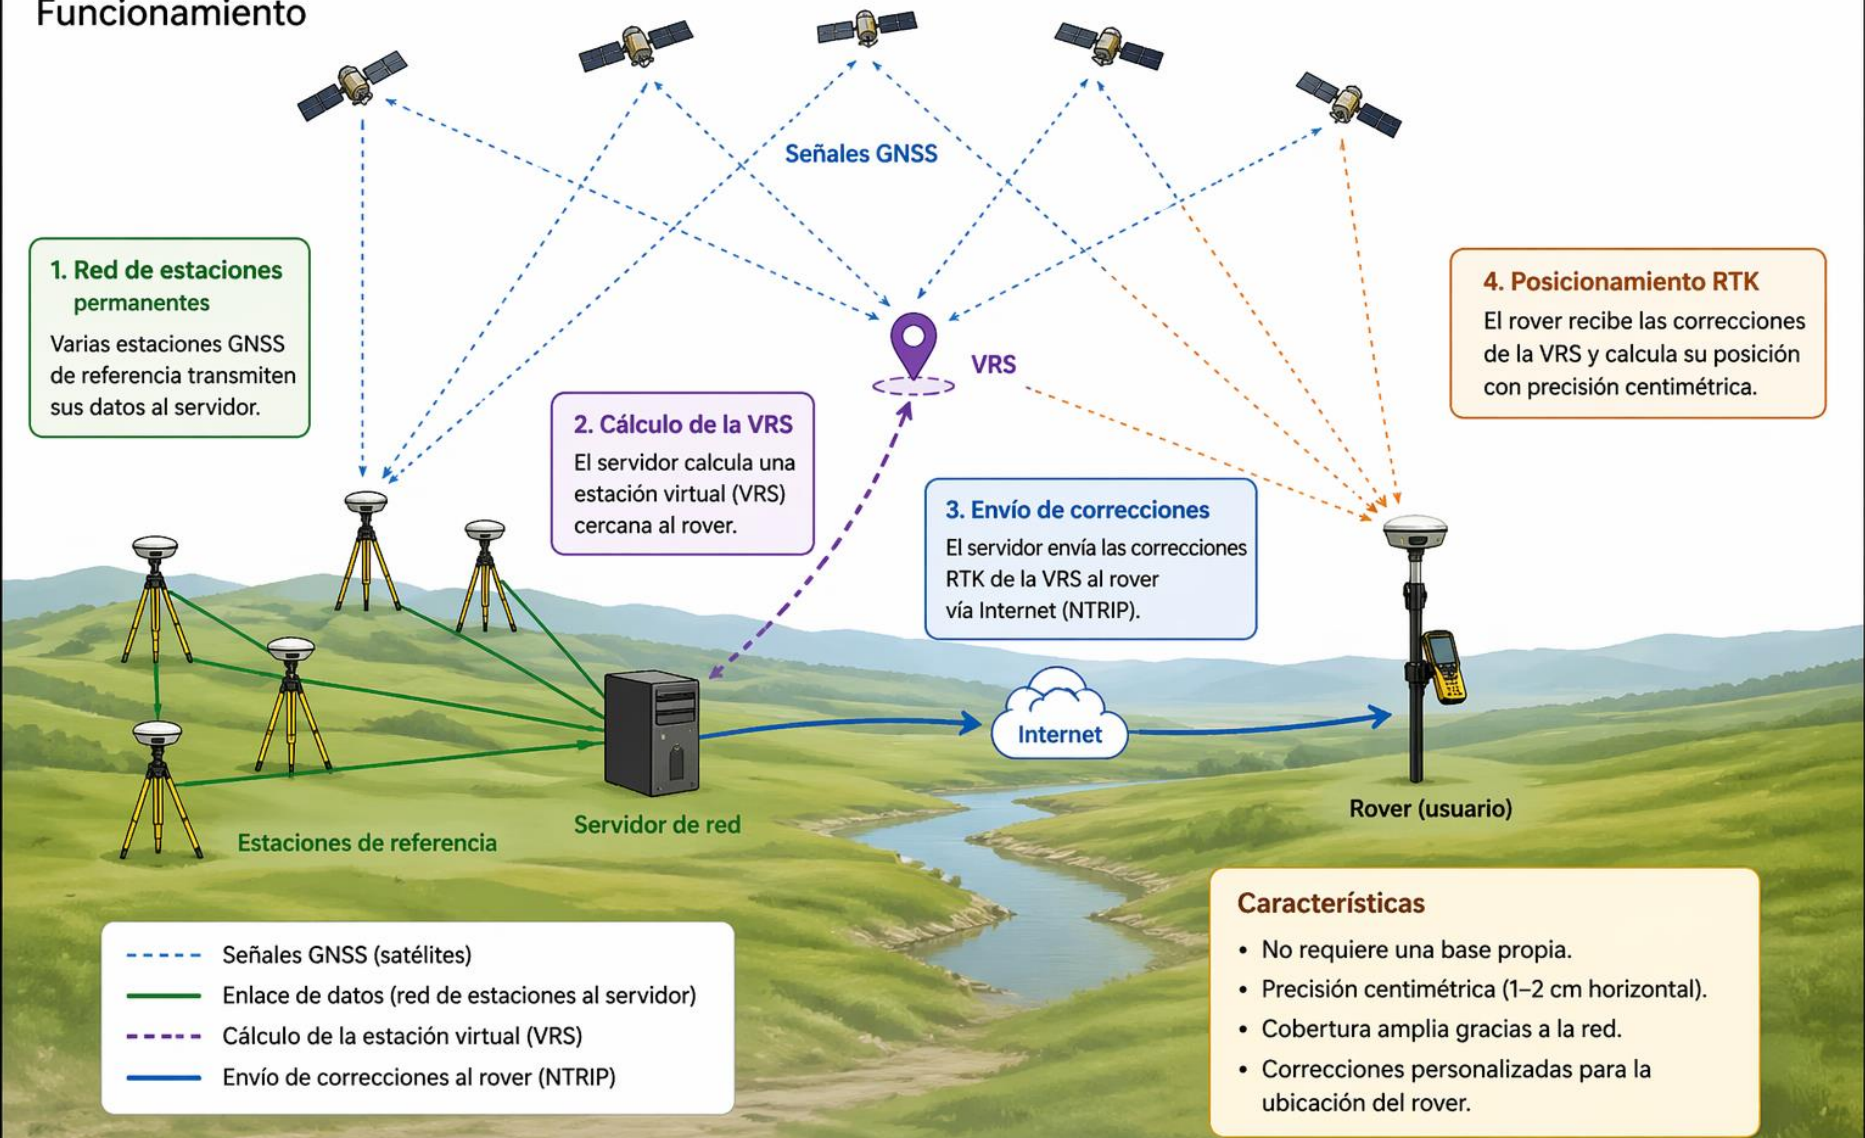 Funcionamiento
Señales GNSS
1. Red de estaciones
permanentes
Varias estaciones GNSS
de referencia transmiten
sus datos al servidor.
VRS
2. Cálculo de la VRS
El servidor calcula una
estación virtual (VRS)
cercana al rover.
3. Envío de correcciones
El servidor envía las correcciones
RTK de la VRS al rover
vía Internet (NTRIP).
4. Posicionamiento RTK
El rover recibe las correcciones
de la VRS y calcula su posición
con precisión centimétrica.
Internet
Estaciones de referencia
Servidor de red
Rover (usuario)
Señales GNSS (satélites)
Enlace de datos (red de estaciones al servidor)
Cálculo de la estación virtual (VRS)
Envío de correcciones al rover (NTRIP)
Características
• No requiere una base propia.
• Precisión centimétrica (1–2 cm horizontal).
• Cobertura amplia gracias a la red.
• Correcciones personalizadas para la
ubicación del rover.